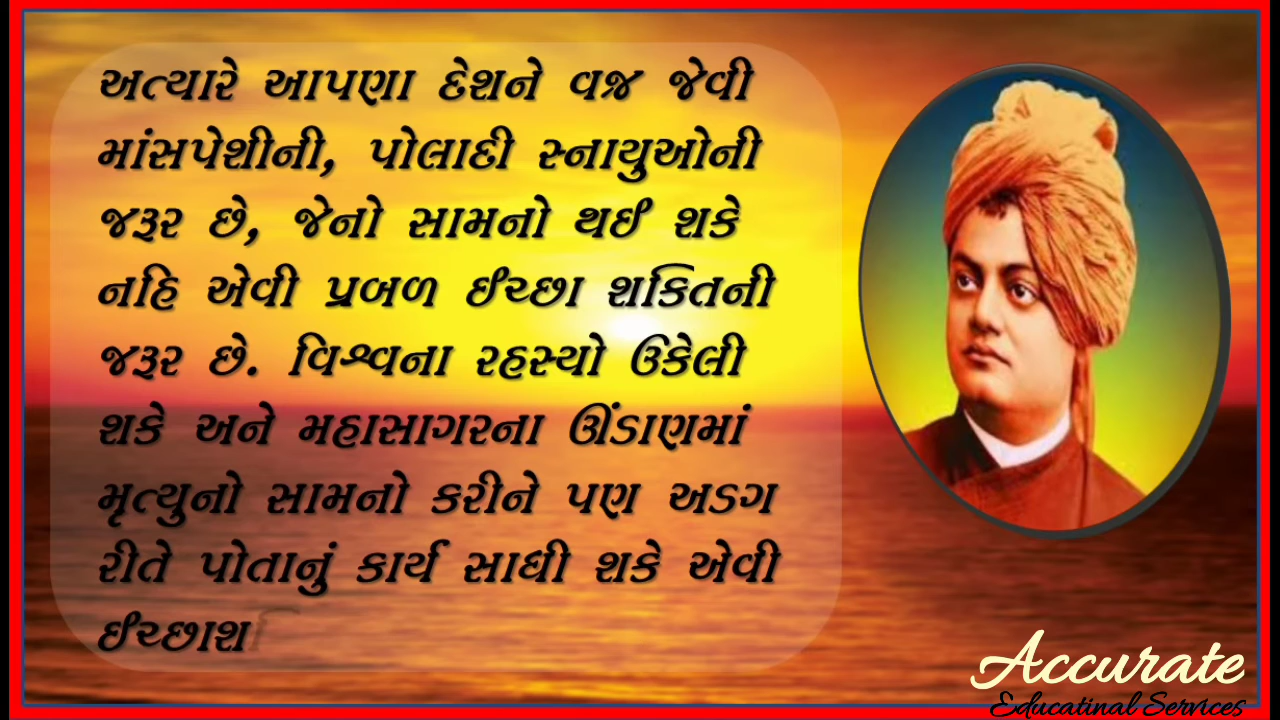 અત્યારે આપણા દેશને વજ્ર જેવી
માંસપેશીની, પોલાદી સ્નાયુઓની
જરૂર છે, જેનો સામનો થઈ શકે
નહિ એવી પ્રબળ ઈચ્છા શક્તિની
જરૂર છે. વિશ્વના રહસ્યો ઉકેલી
શકે અને મહાસાગરના ઊંડાણમાં
મૃત્યુનો સામનો કરીને પણ અડગ
રીતે પોતાનું કાર્ય સાધી શકે એવી
ઈચ્છાશ
Accurate
Educatinal Services